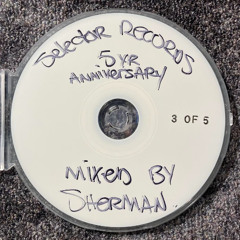 Selector Records
5 YR
Anniversary
3 OF 5
Mixed By
Sherman.